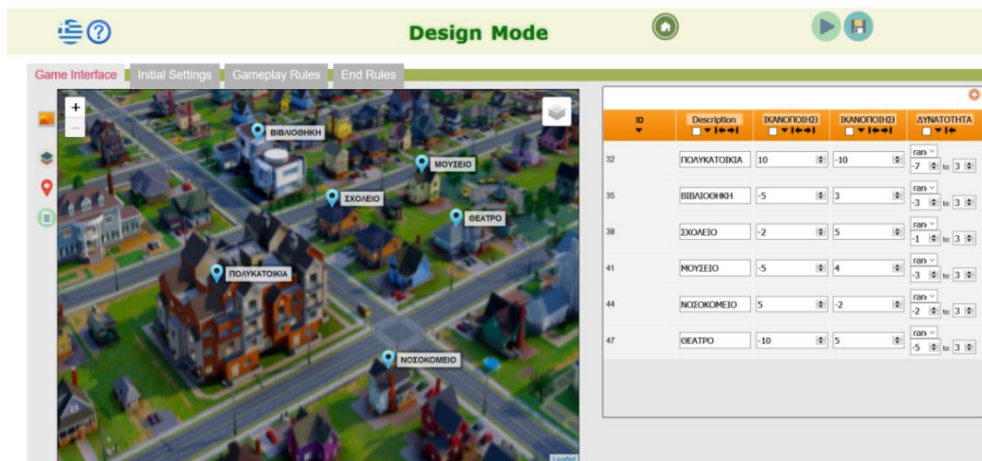 Design Mode
Game Interface Initial Settings Gameplay Rules End Rules
+
−
ΒΙΒΛΙΟΘΗΚΗ
ΜΟΥΣΕΙΟ
ΣΧΟΛΕΙΟ
ΘΕΑΤΡΟ
ΠΟΛΥΚΑΤΟΙΚΙΑ
ΝΟΣΟΚΟΜΕΙΟ
Leaflet
ID Description ΙΚΑΝΟΠΟΙΗΣΙ ΙΚΑΝΟΠΟΙΗΣΙ ΔΥΝΑΤΟΤΗΤΑ
32 ΠΟΛΥΚΑΤΟΙΚΙΑ 10 -10 ran -7 to: 3
35 ΒΙΒΛΙΟΘΗΚΗ -5 3 ran -3 to: 3
38 ΣΧΟΛΕΙΟ -2 5 ran -1 to: 3
41 ΜΟΥΣΕΙΟ -5 4 ran -3 to: 3
44 ΝΟΣΟΚΟΜΕΙΟ 5 -2 ran -2 to: 3
47 ΘΕΑΤΡΟ -10 5 ran -5 to: 3